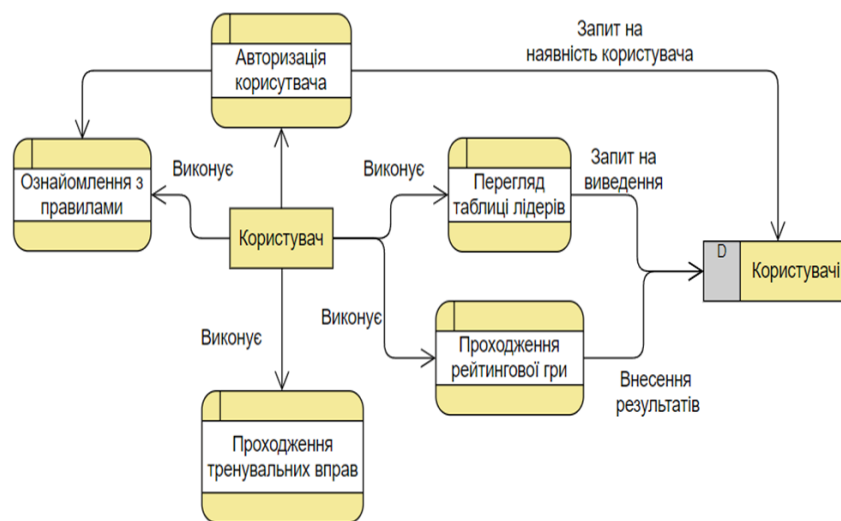 Авторизація
корисутвача
Запит на
наявність користувача
Ознайомлення з
правилами
Виконує
Виконує
Перегляд
таблиці лідерів
Запит на
виведення
Користувач
D
Користувачі
Виконує
Виконує
Проходження
рейтингової гри
Внесення
результатів
Проходження
тренувальних вправ